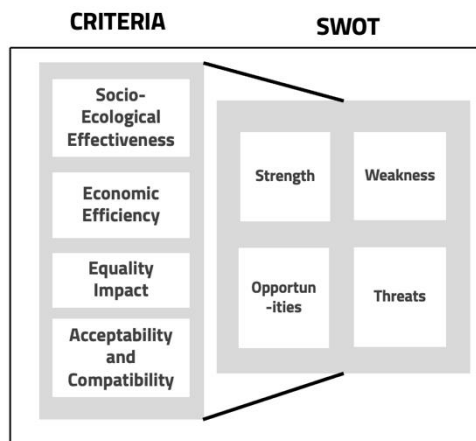 CRITERIA
SWOT
Socio-
Ecological
Effectiveness
Economic
Efficiency
Equality
Impact
Acceptability
and
Compatibility
Strength
Weakness
Opportun
-ities
Threats